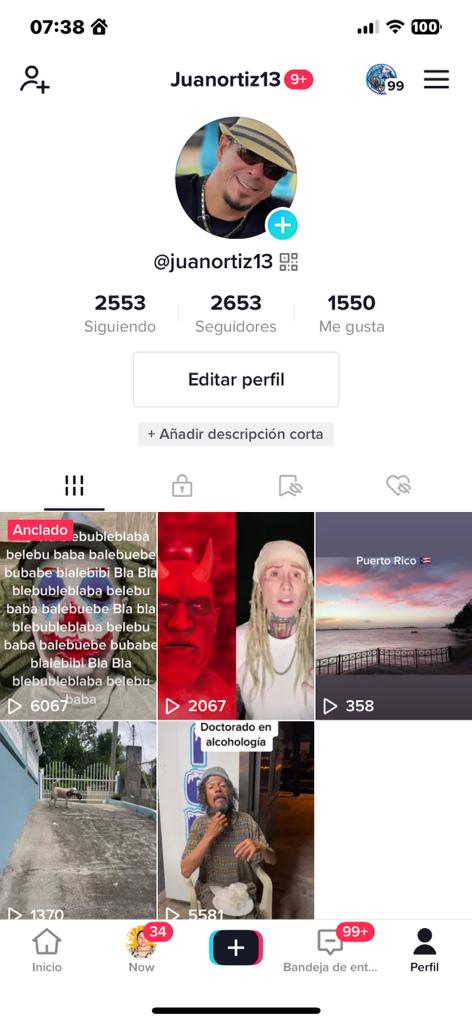 07:38
100
Juanortiz13 9+
99
@juanortiz13
2553 2653 1550
Siguiendo Seguidores Me gusta
Editar perfil
+ Añadir descripción corta
Anclado
ebubleblaba
belebu baba balebuebe
bubabe blalebibi Bla Bla
blebubleblaba belebu
baba balebuebe Bla bla
blebubleblaba belebu
baba balebuebe bubabe
blalebibi Bla Bla
blebubleblaba belebu
baba
6067
2067
Puerto Rico 🇵🇷
358
1370
Doctorado en
alcohología
5581
34
99+
Inicio Now Bandeja de ent... Perfil